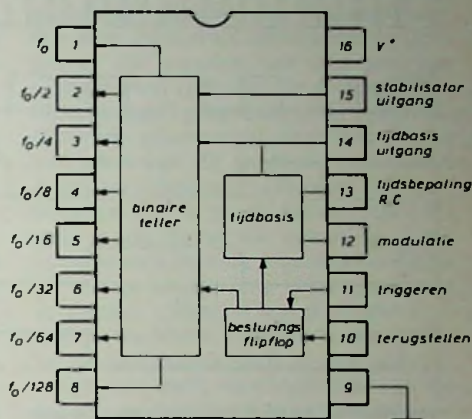 f₀ 1
f₀/2 2
f₀/4 3
f₀/8 4
f₀/16 5
f₀/32 6
f₀/64 7
f₀/128 8
binaire
teller
tijdbasis
besturings
flipflop
16 V⁺
15 stabilisator
uitgang
14 tijdbasis
uitgang
13 tijdsbepaling
R.C
12 modulatie
11 triggeren
10 terugstellen
9